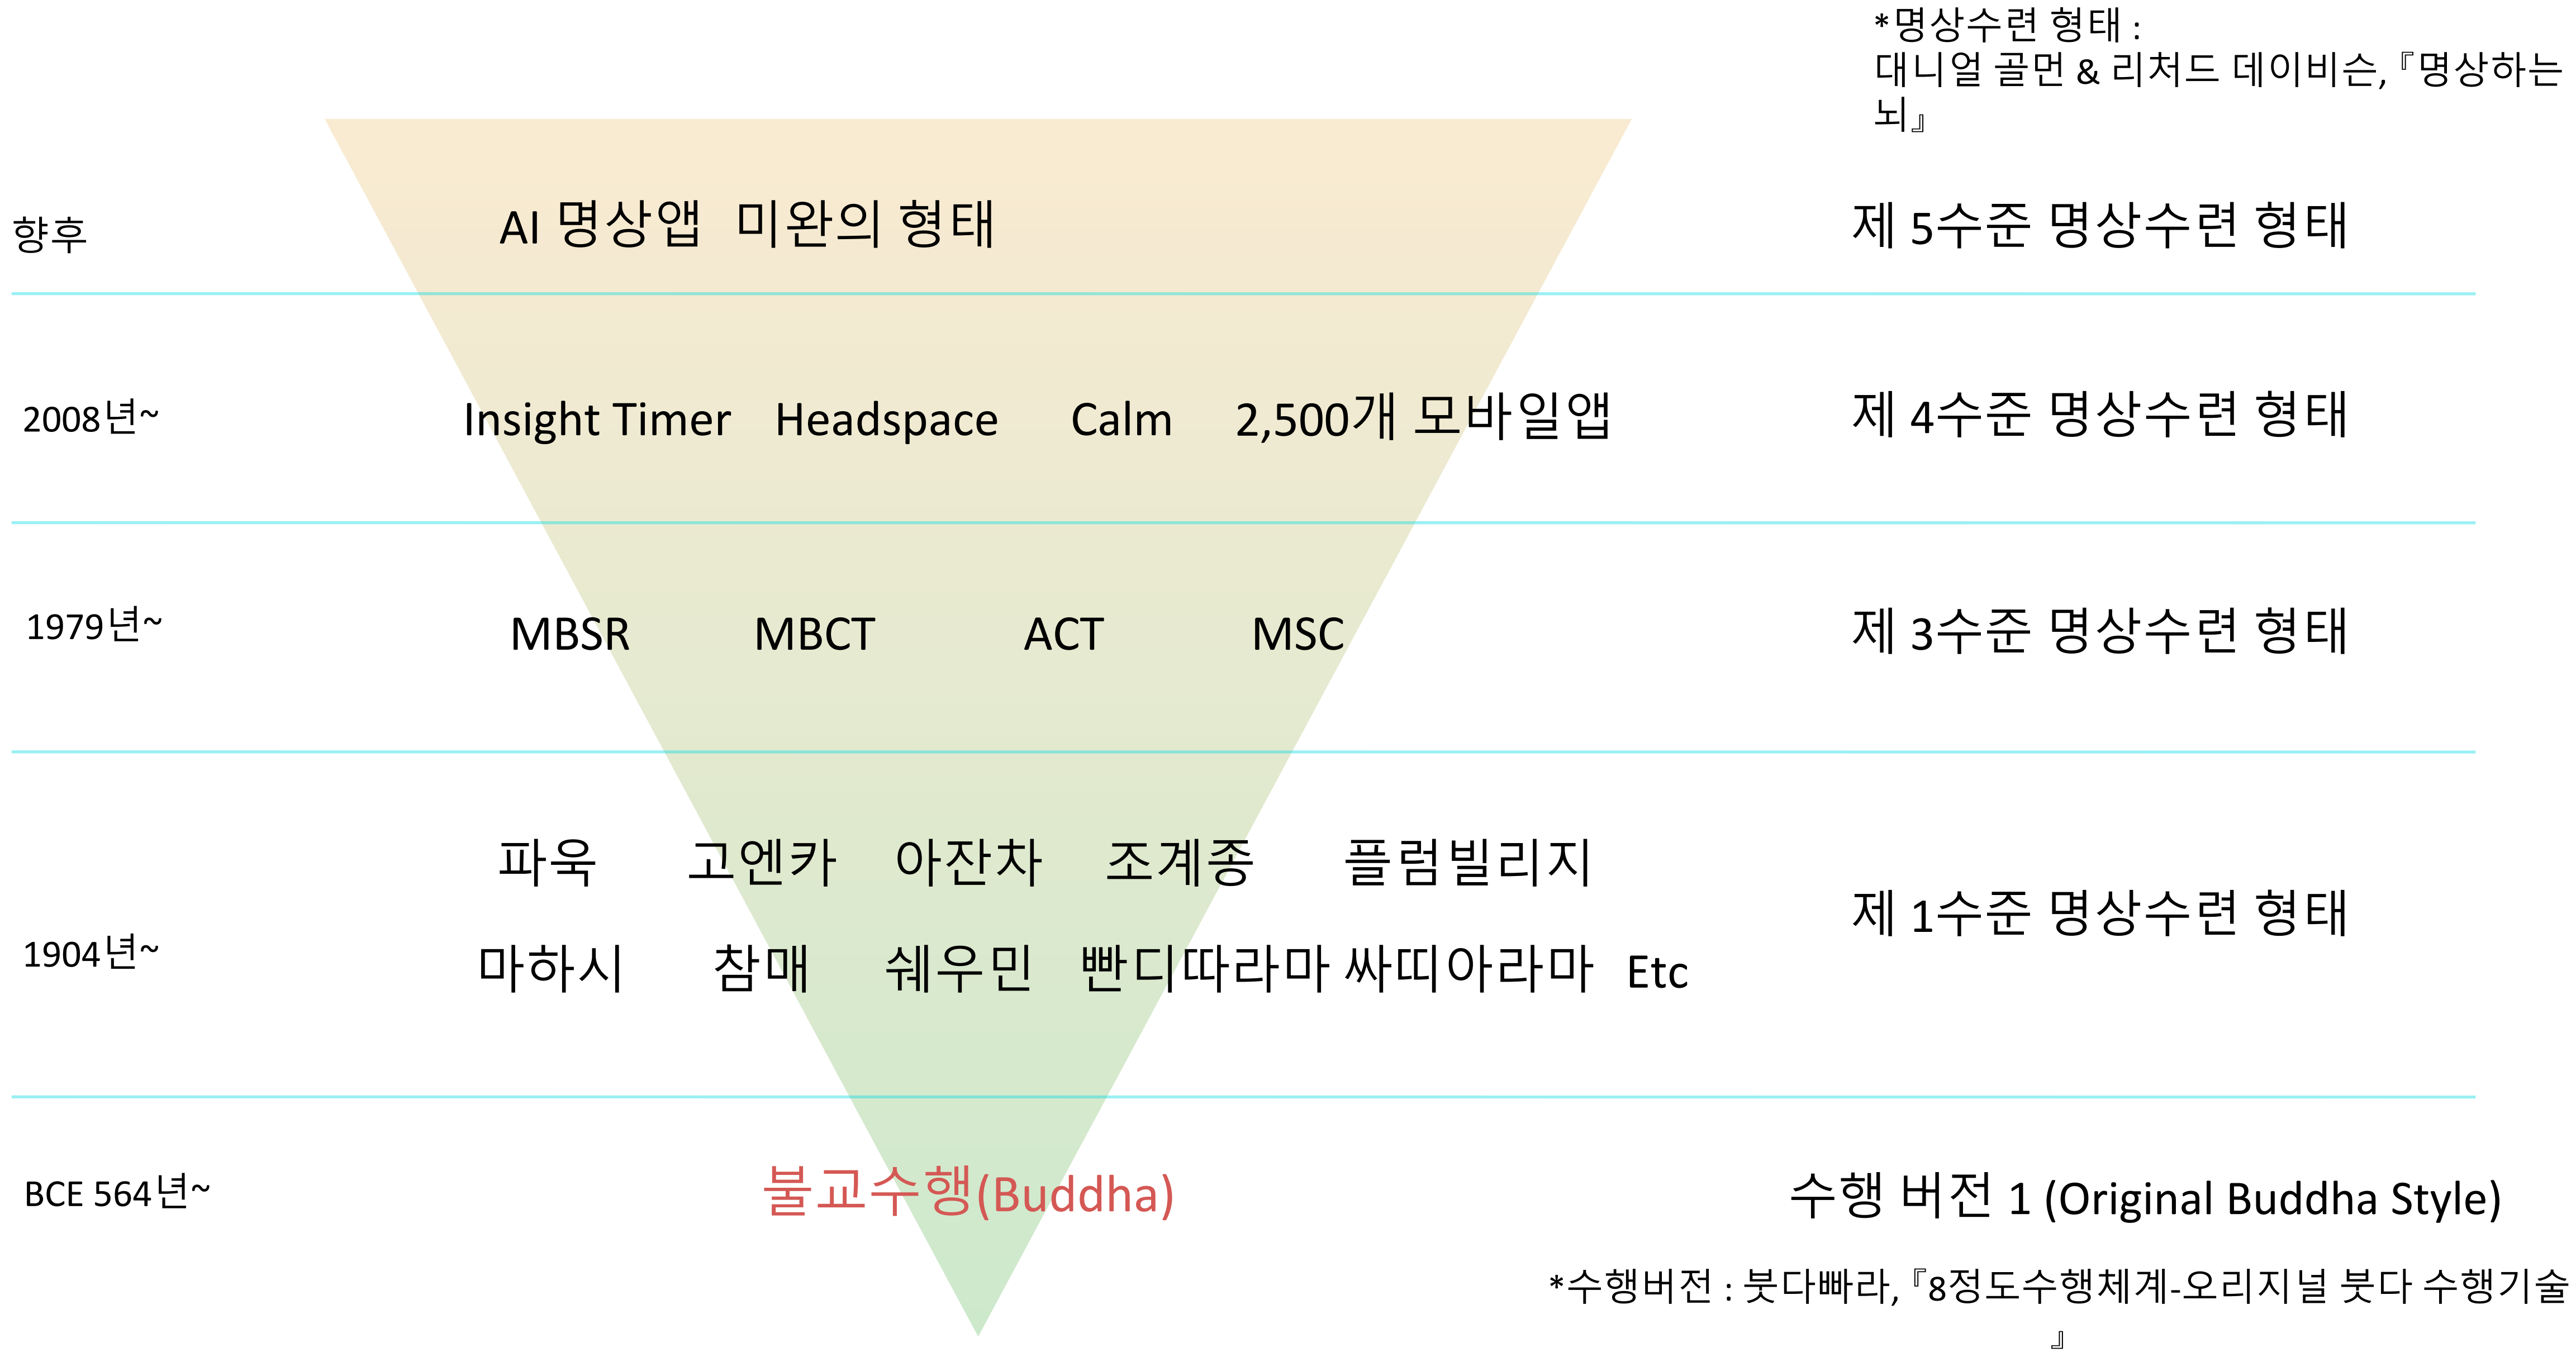 *명상수련 형태 :
대니얼 골먼 & 리처드 데이비슨, 『명상하는
뇌』
향후 AI 명상앱 미완의 형태 제 5수준 명상수련 형태
2008년~ Insight Timer Headspace Calm 2,500개 모바일앱 제 4수준 명상수련 형태
1979년~ MBSR MBCT ACT MSC 제 3수준 명상수련 형태
파욱 고엔카 아잔차 조계종 플럼빌리지
1904년~ 제 1수준 명상수련 형태
마하시 참매 쉐우민 빤디따라마 싸띠아라마 Etc
BCE 564년~ 불교수행(Buddha) 수행 버전 1 (Original Buddha Style)
*수행버전 : 붓다빠라, 『8정도수행체계-오리지널 붓다 수행기술
』